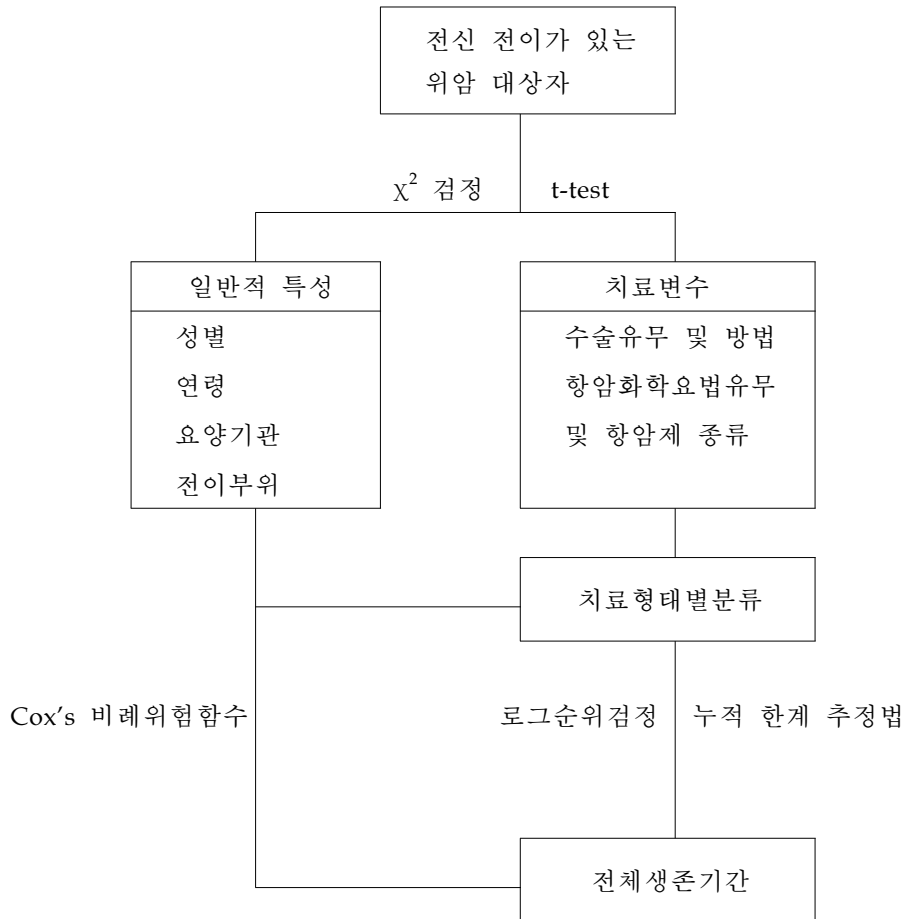 전신 전이가 있는
위암 대상자
χ² 검정 t-test
일반적 특성
성별
연령
요양기관
전이부위
치료변수
수술유무 및 방법
항암화학요법유무
및 항암제 종류
치료형태별분류
Cox's 비례위험함수
로그순위검정 누적 한계 추정법
전체생존기간